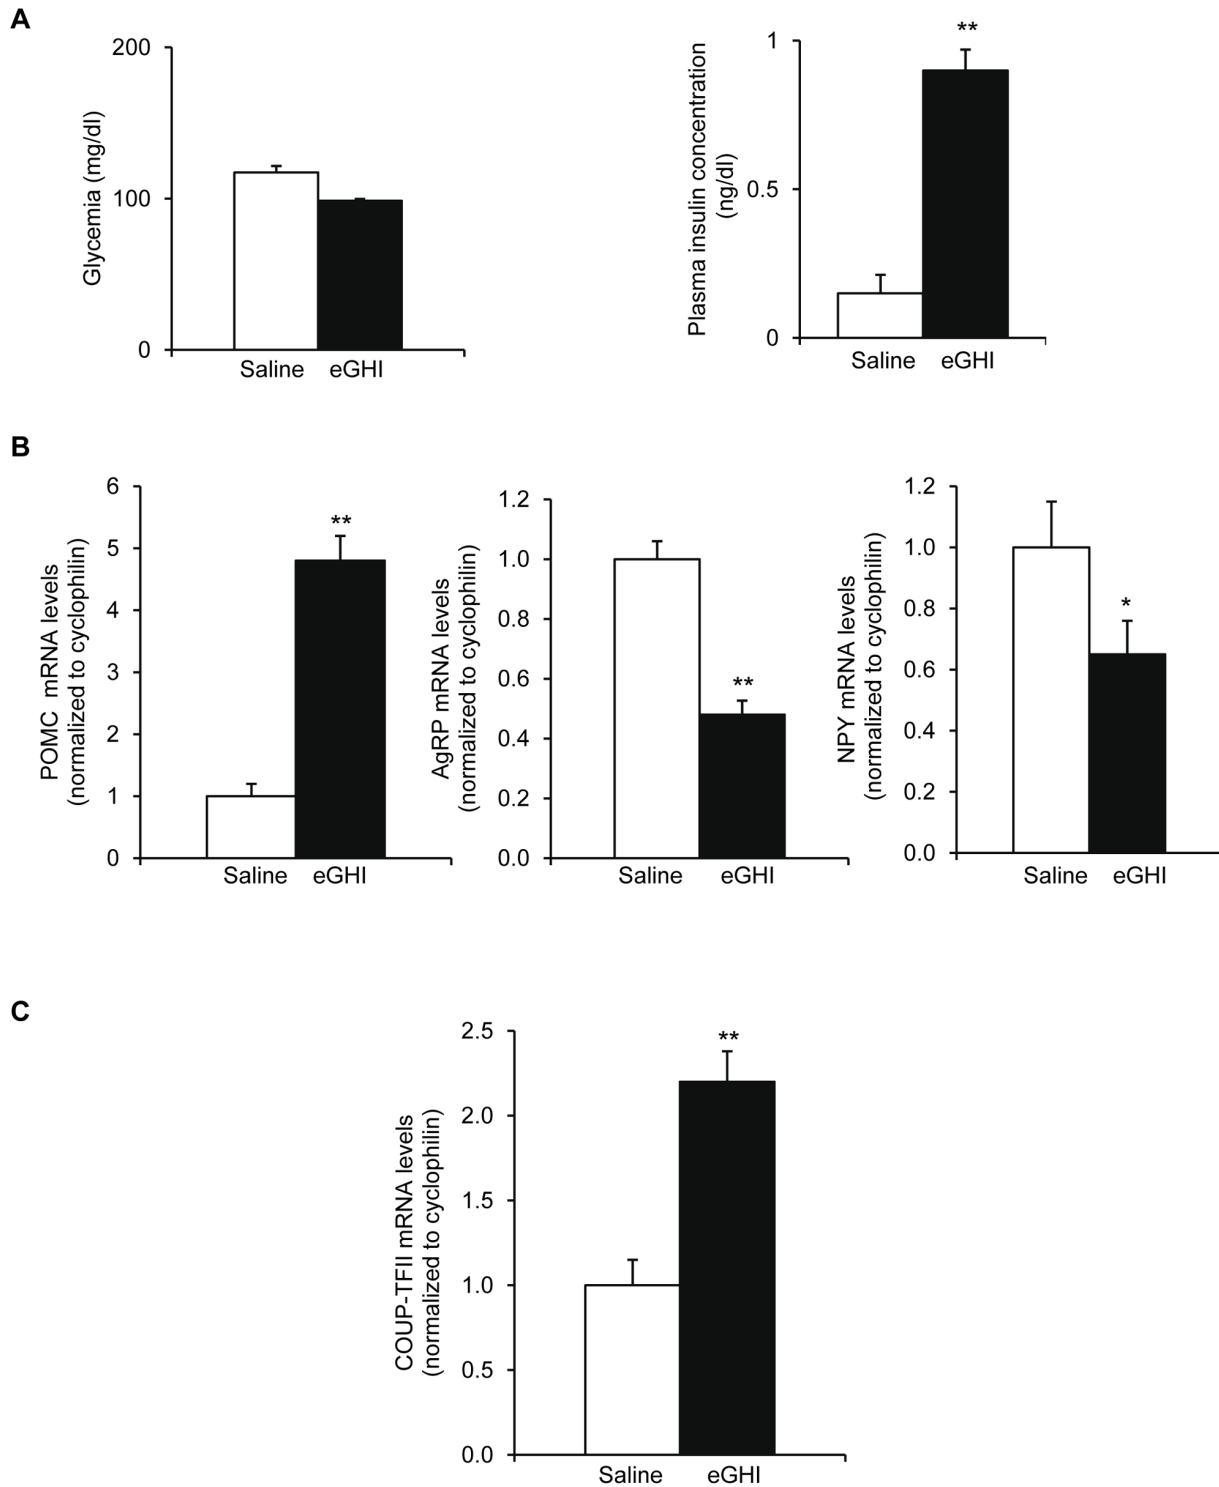 A
200
100
0
Glycemia (mg/dl)
Saline eGHI
**
1
0.5
0
Plasma insulin concentration
(ng/dl)
Saline eGHI
B
6
5
4
3
2
1
0
POMC mRNA levels
(normalized to cyclophilin)
**
Saline eGHI
1.2
1.0
0.8
0.6
0.4
0.2
0.0
AgRP mRNA levels
(normalized to cyclophilin)
**
Saline eGHI
1.2
1.0
0.8
0.6
0.4
0.2
0.0
NPY mRNA levels
(normalized to cyclophilin)
*
Saline eGHI
C
2.5
2.0
1.5
1.0
0.5
0.0
COUP-TFII mRNA levels
(normalized to cyclophilin)
**
Saline eGHI